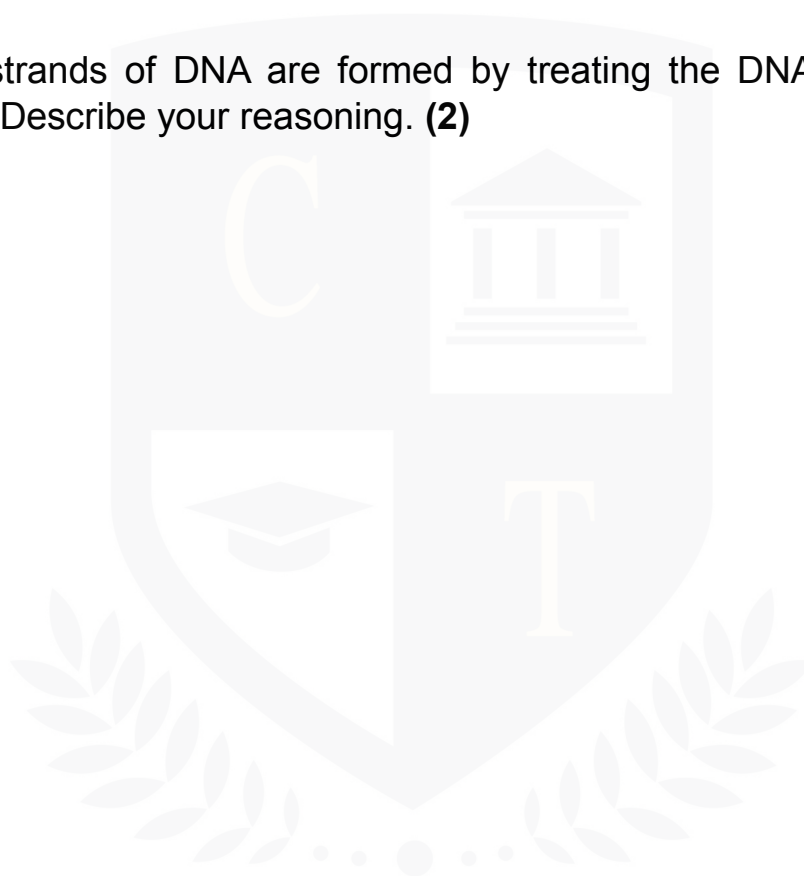 strands of DNA are formed by treating the DNA
Describe your reasoning. (2)
C
T